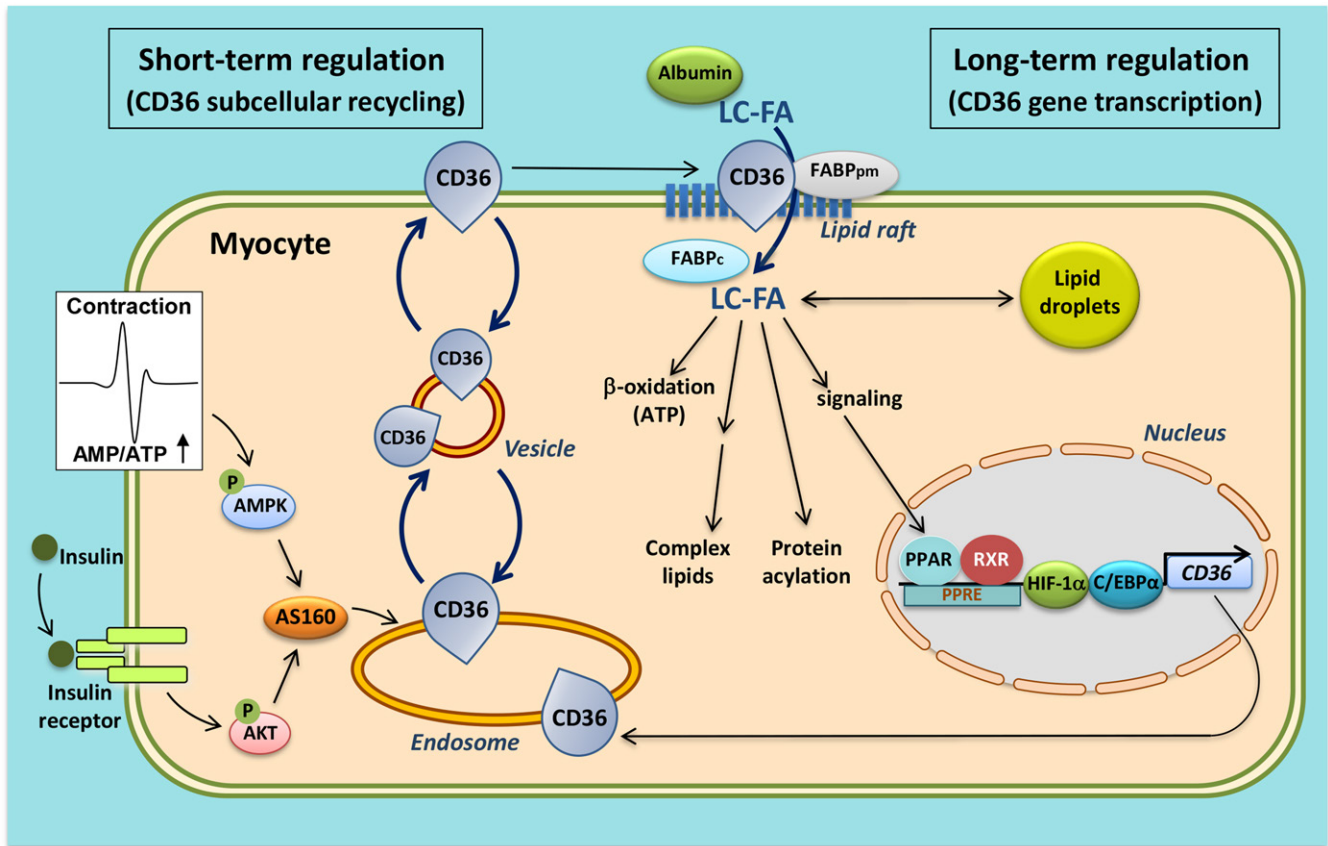 Short-term regulation
(CD36 subcellular recycling)
Long-term regulation
(CD36 gene transcription)
Albumin
LC-FA
CD36
CD36
FABPpm
Lipid raft
Myocyte
FABPc
LC-FA
Lipid
droplets
Contraction
AMP/ATP ↑
CD36
CD36
Vesicle
β-oxidation
(ATP)
signaling
Nucleus
P
AMPK
Insulin
Complex
lipids
Protein
acylation
PPAR
RXR
PPRE
HIF-1α
C/EBPα
CD36
AS160
CD36
CD36
Endosome
Insulin
receptor
P
AKT